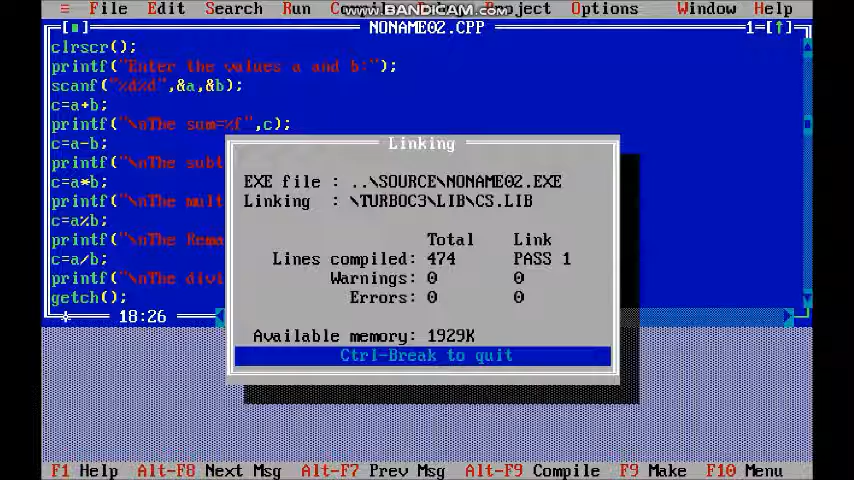 ≡ File Edit Search Run Co www.BANDICAM.com Project Options Window Help
[■] NONAME02.CPP 1=[↑]
clrscr();
printf("Enter the values a and b:");
scanf("%d%d",&a,&b);
c=a+b;
printf("\nThe sum=%f",c);
c=a-b;
printf("\nThe subt
c=a*b;
printf("\nThe mult
c=a%b;
printf("\nThe Rema
c=a/b;
printf("\nThe divi
getch();
18:26
Linking
EXE file : ..\SOURCE\NONAME02.EXE
Linking : \TURBOC3\LIB\CS.LIB
Total Link
Lines compiled: 474 PASS 1
Warnings: 0 0
Errors: 0 0
Available memory: 1929K
Ctrl-Break to quit
F1 Help Alt-F8 Next Msg Alt-F7 Prev Msg Alt-F9 Compile F9 Make F10 Menu